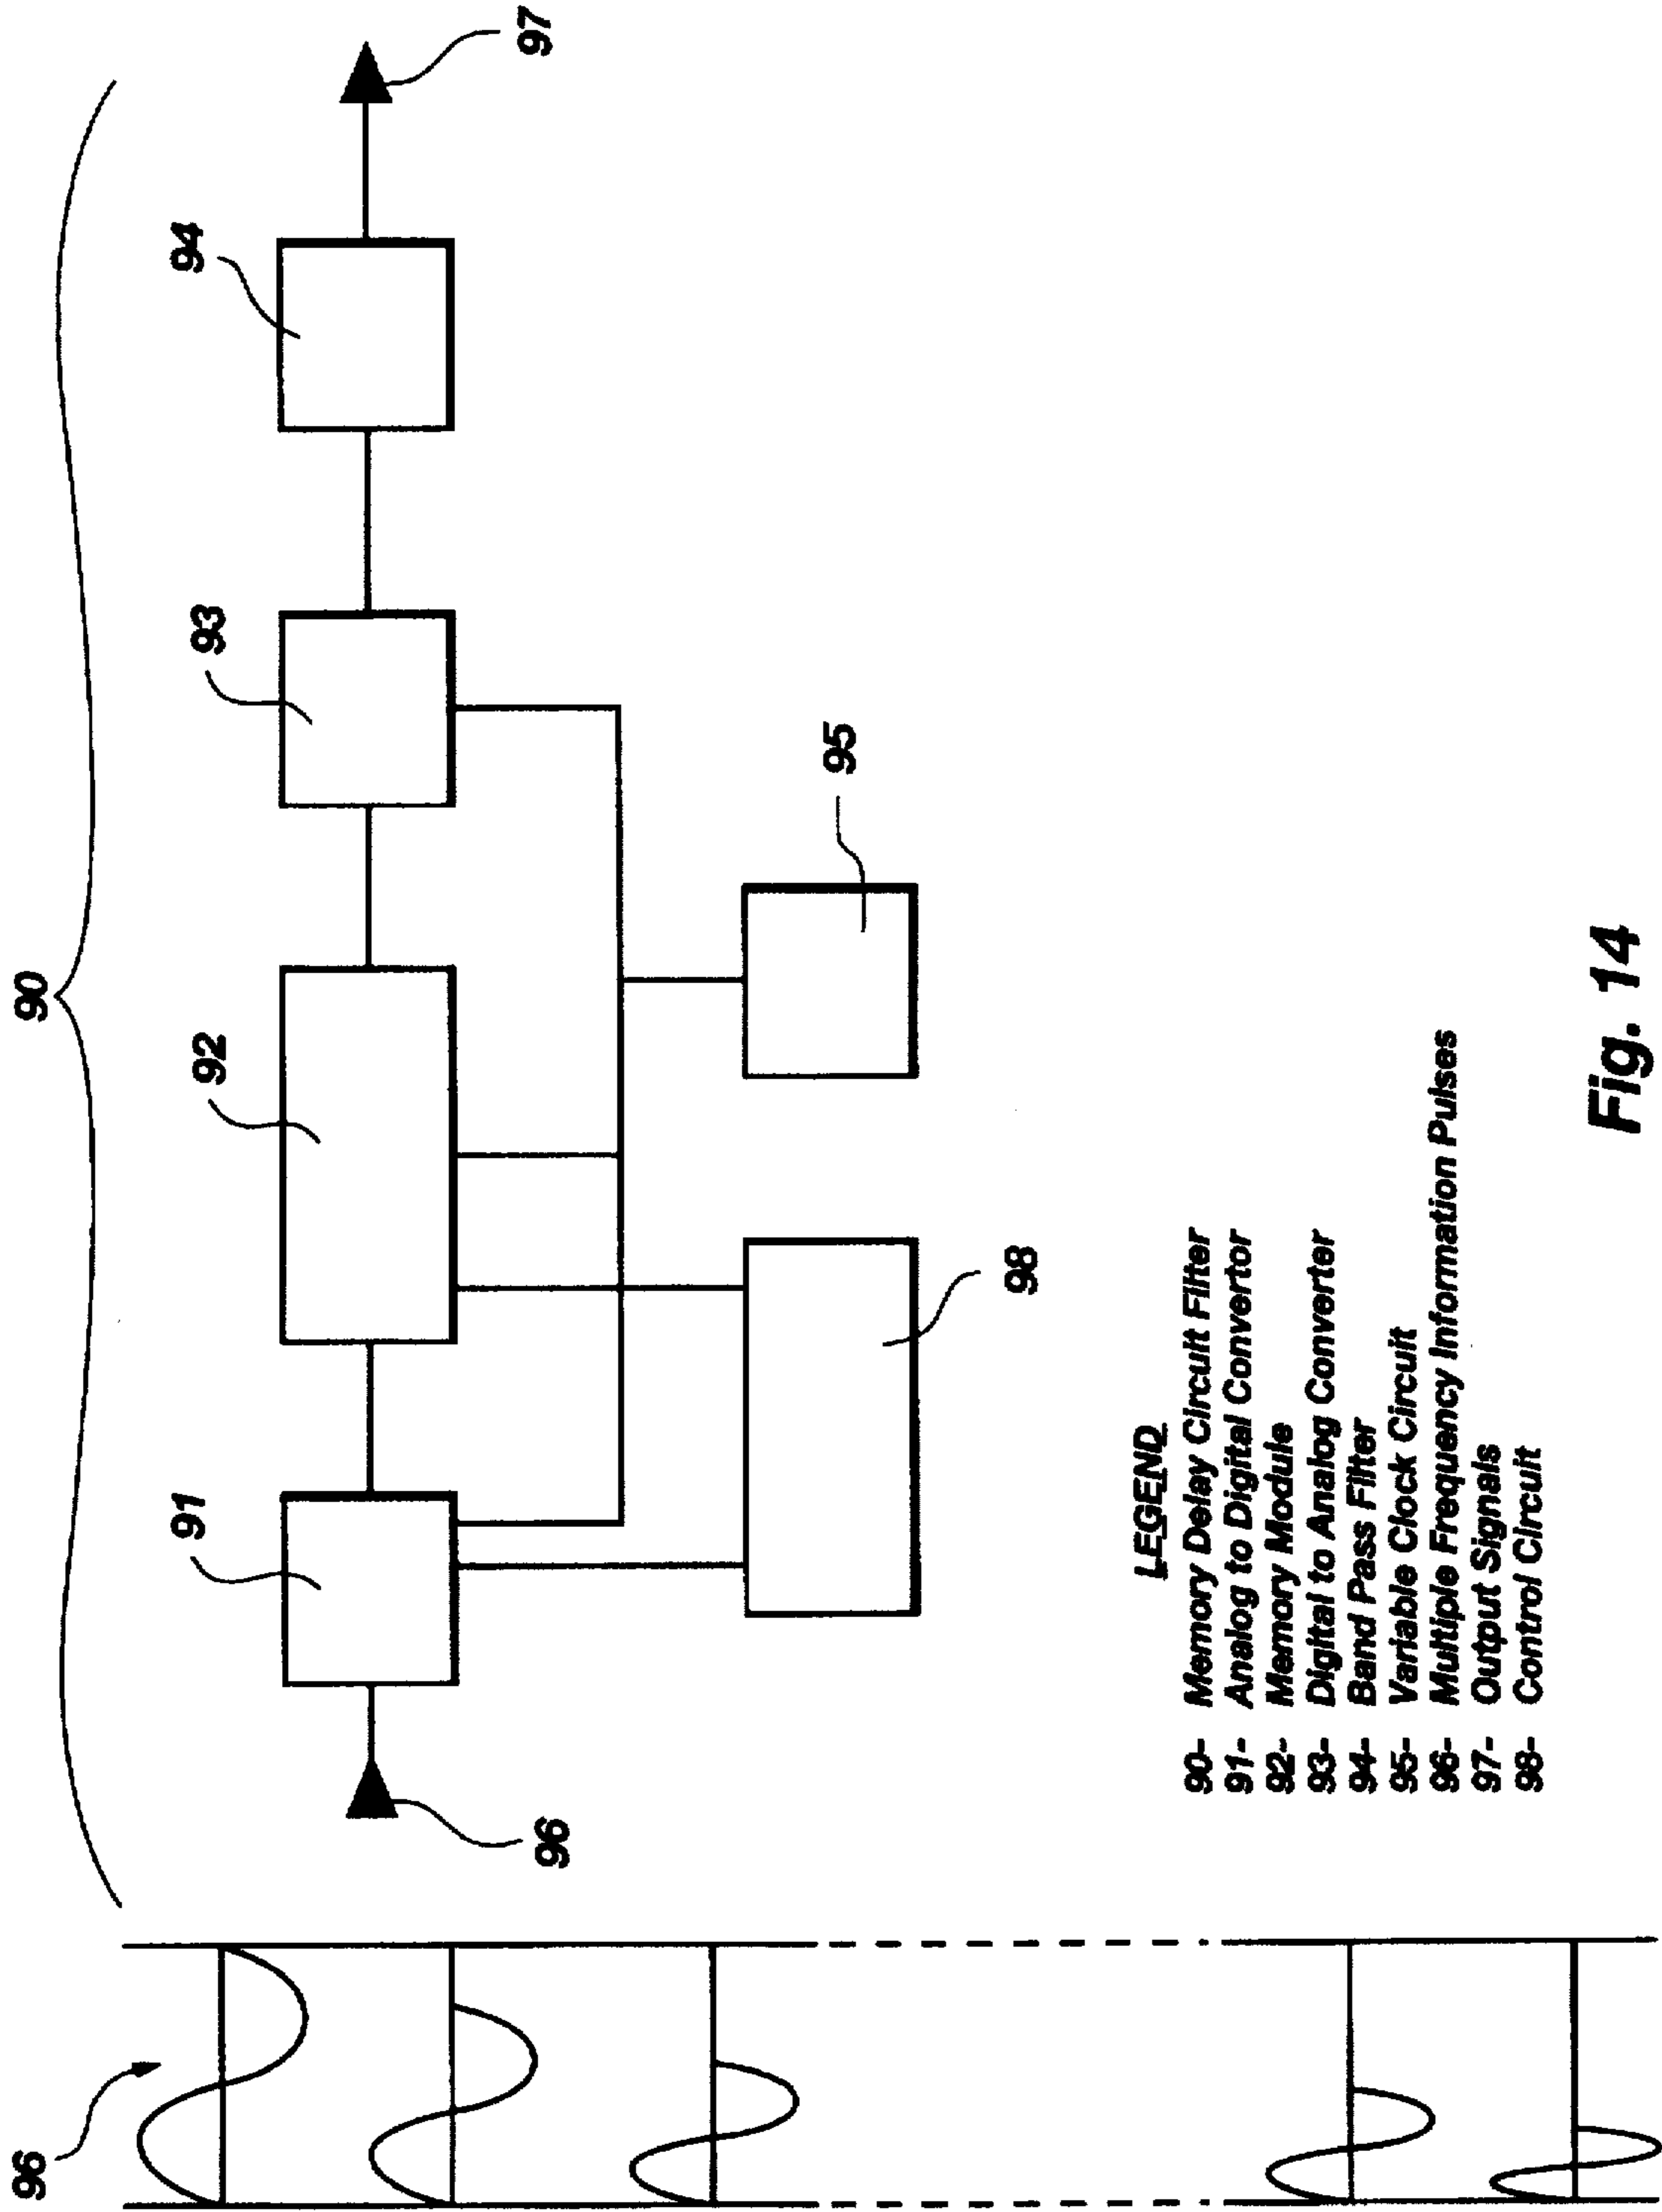 90
94
97
93
92
91
96
96
95
98
LEGEND
90- Memory Delay Circuit Filter
91- Analog to Digital Convertor
92- Memory Module
93- Digital to Analog Converter
94- Band Pass Filter
95- Variable Clock Circuit
96- Multiple Frequency Information Pulses
97- Output Signals
98- Control Circuit
Fig. 14